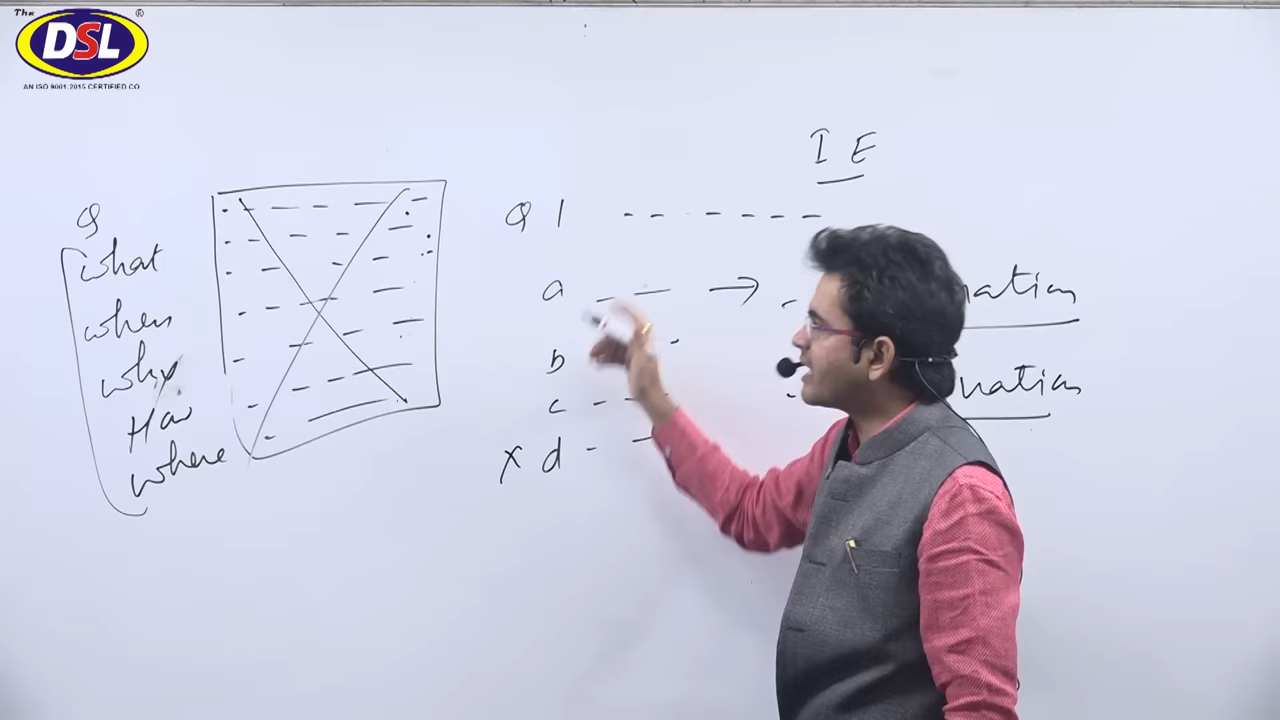 The
®
DSL
AN ISO 9001:2015 CERTIFIED CO
Q
what
when
why
How
where
I E
Q 1
a
b
c
x d
nation
nation